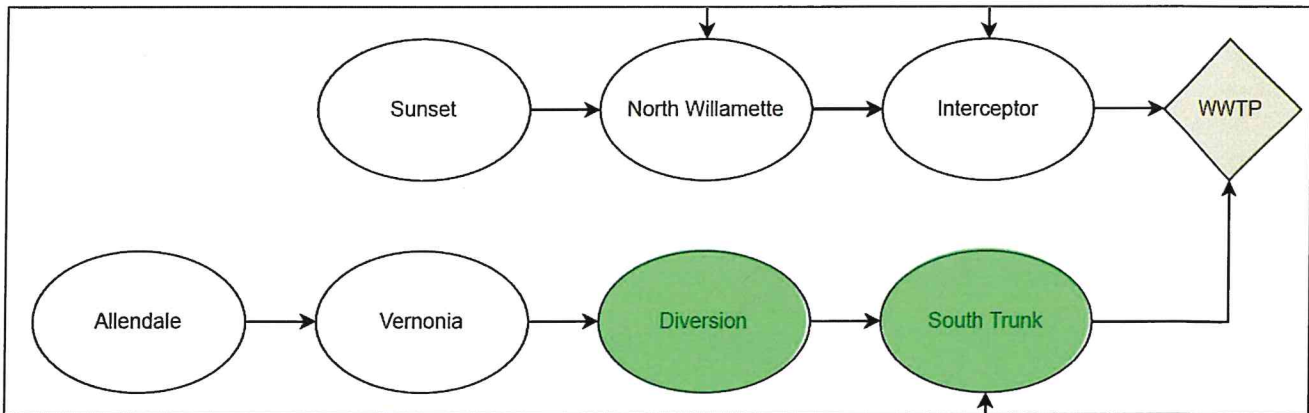 Sunset
North Willamette
Interceptor
WWTP
Allendale
Vernonia
Diversion
South Trunk